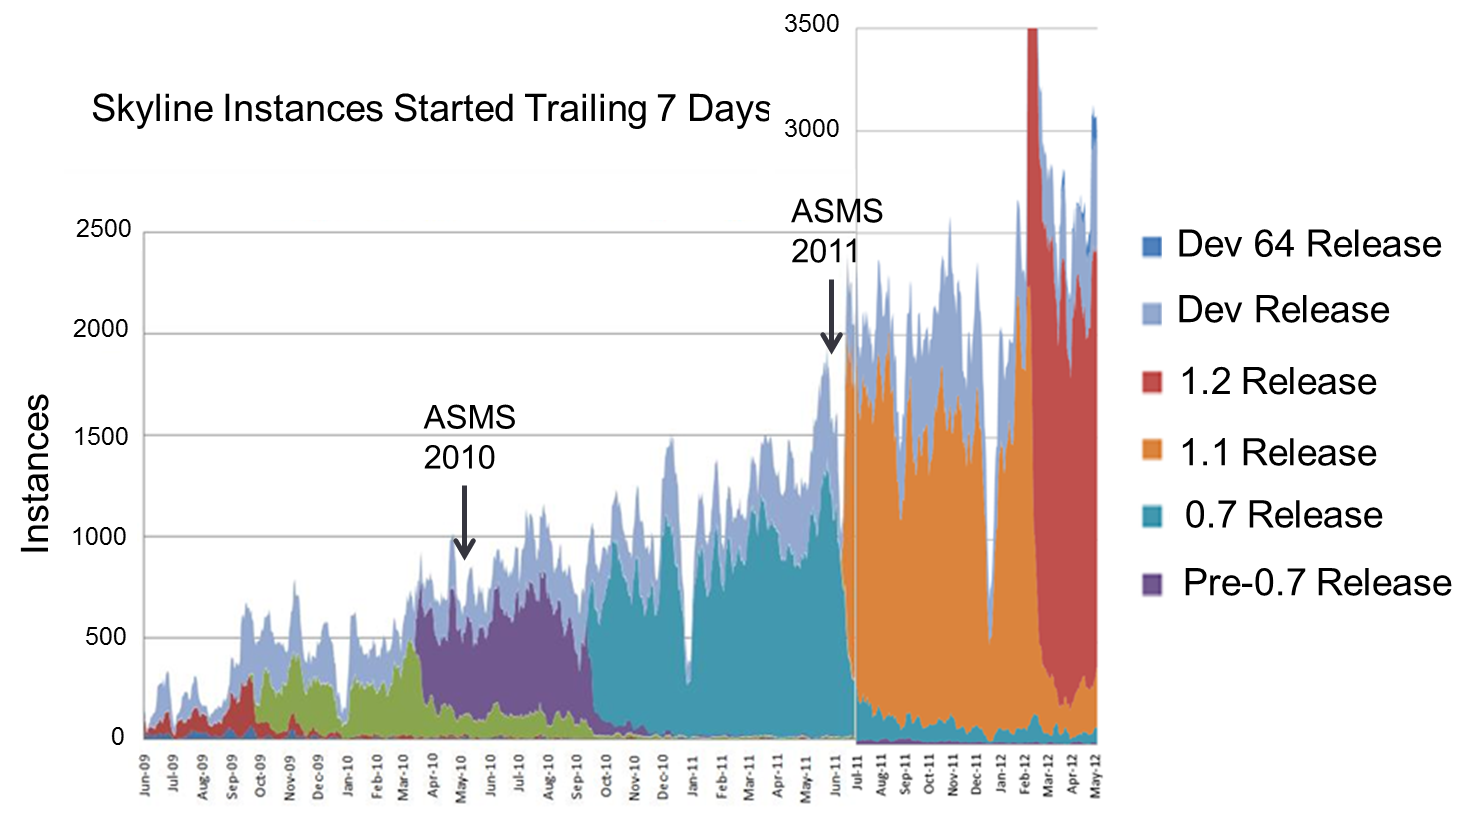 3500
Skyline Instances Started Trailing 7 Days
3000
ASMS
2011
2500
2000
ASMS
2010
1500
1000
500
0
Instances
Jun-09
Jul-09
Aug-09
Sep-09
Oct-09
Nov-09
Dec-09
Jan-10
Feb-10
Mar-10
Apr-10
May-10
Jun-10
Jul-10
Aug-10
Sep-10
Oct-10
Nov-10
Dec-10
Jan-11
Feb-11
Mar-11
Apr-11
May-11
Jun-11
Jul-11
Aug-11
Sep-11
Oct-11
Nov-11
Dec-11
Jan-12
Feb-12
Mar-12
Apr-12
May-12
Dev 64 Release
Dev Release
1.2 Release
1.1 Release
0.7 Release
Pre-0.7 Release